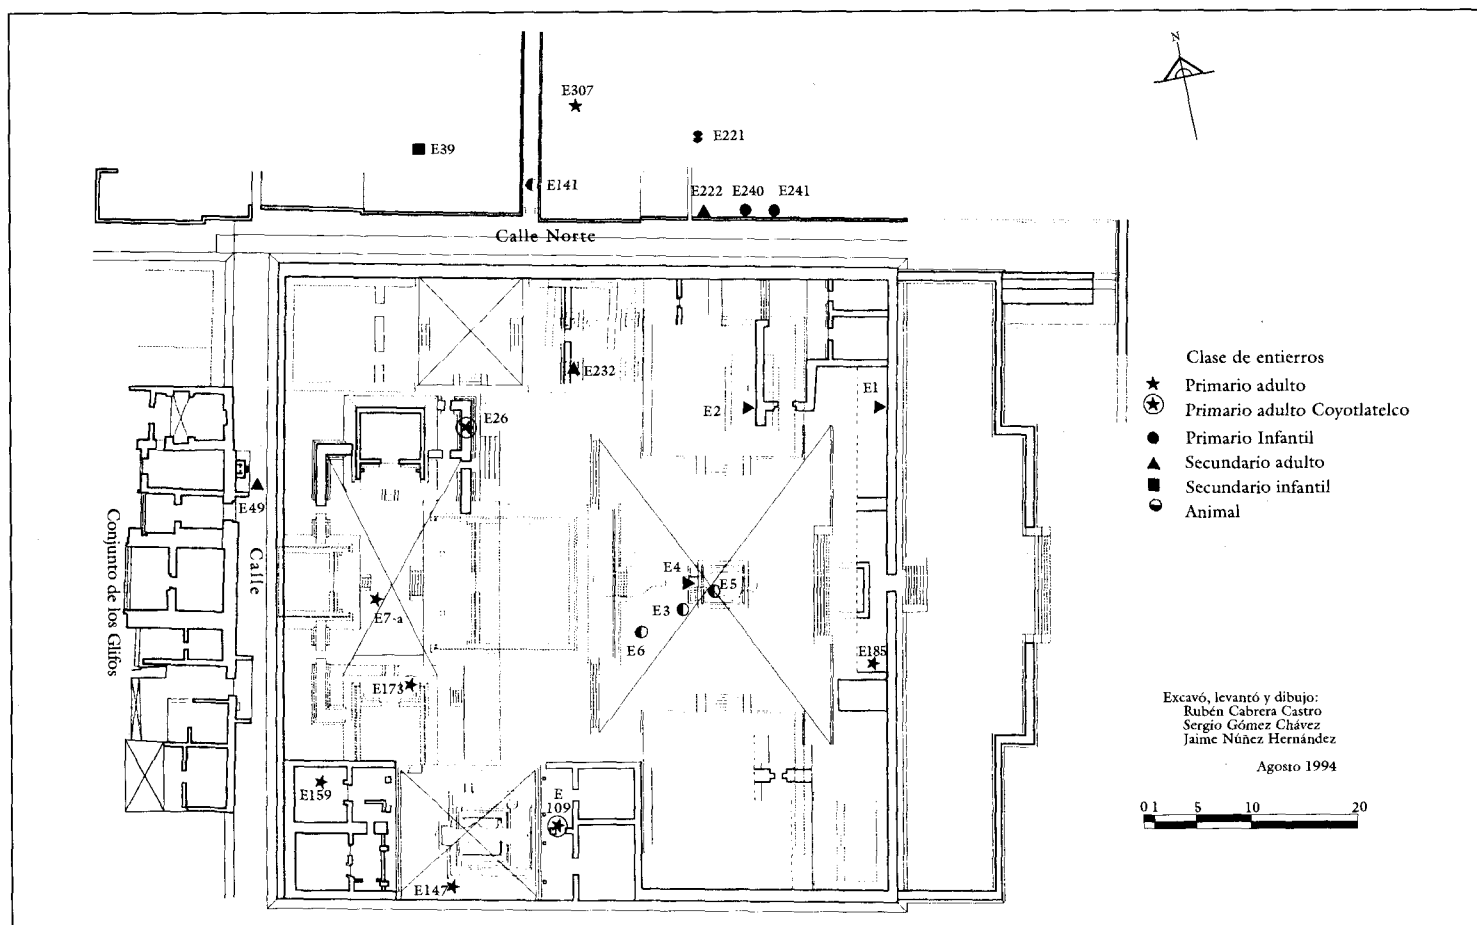 N
E307
E39
E221
E141
E222 E240 E241
Calle Norte
E232
E2
E1
E26
E49
Calle
Conjunto de los Glifos
E4
E5
E3
E6
E7-a
E185
E173
E159
E
109
E147
Clase de entierros
Primario adulto
Primario adulto Coyotlatelco
Primario Infantil
Secundario adulto
Secundario infantil
Animal
Excavó, levantó y dibujo:
Rubén Cabrera Castro
Sergio Gómez Chávez
Jaime Núñez Hernández
Agosto 1994
0 1 5 10 20